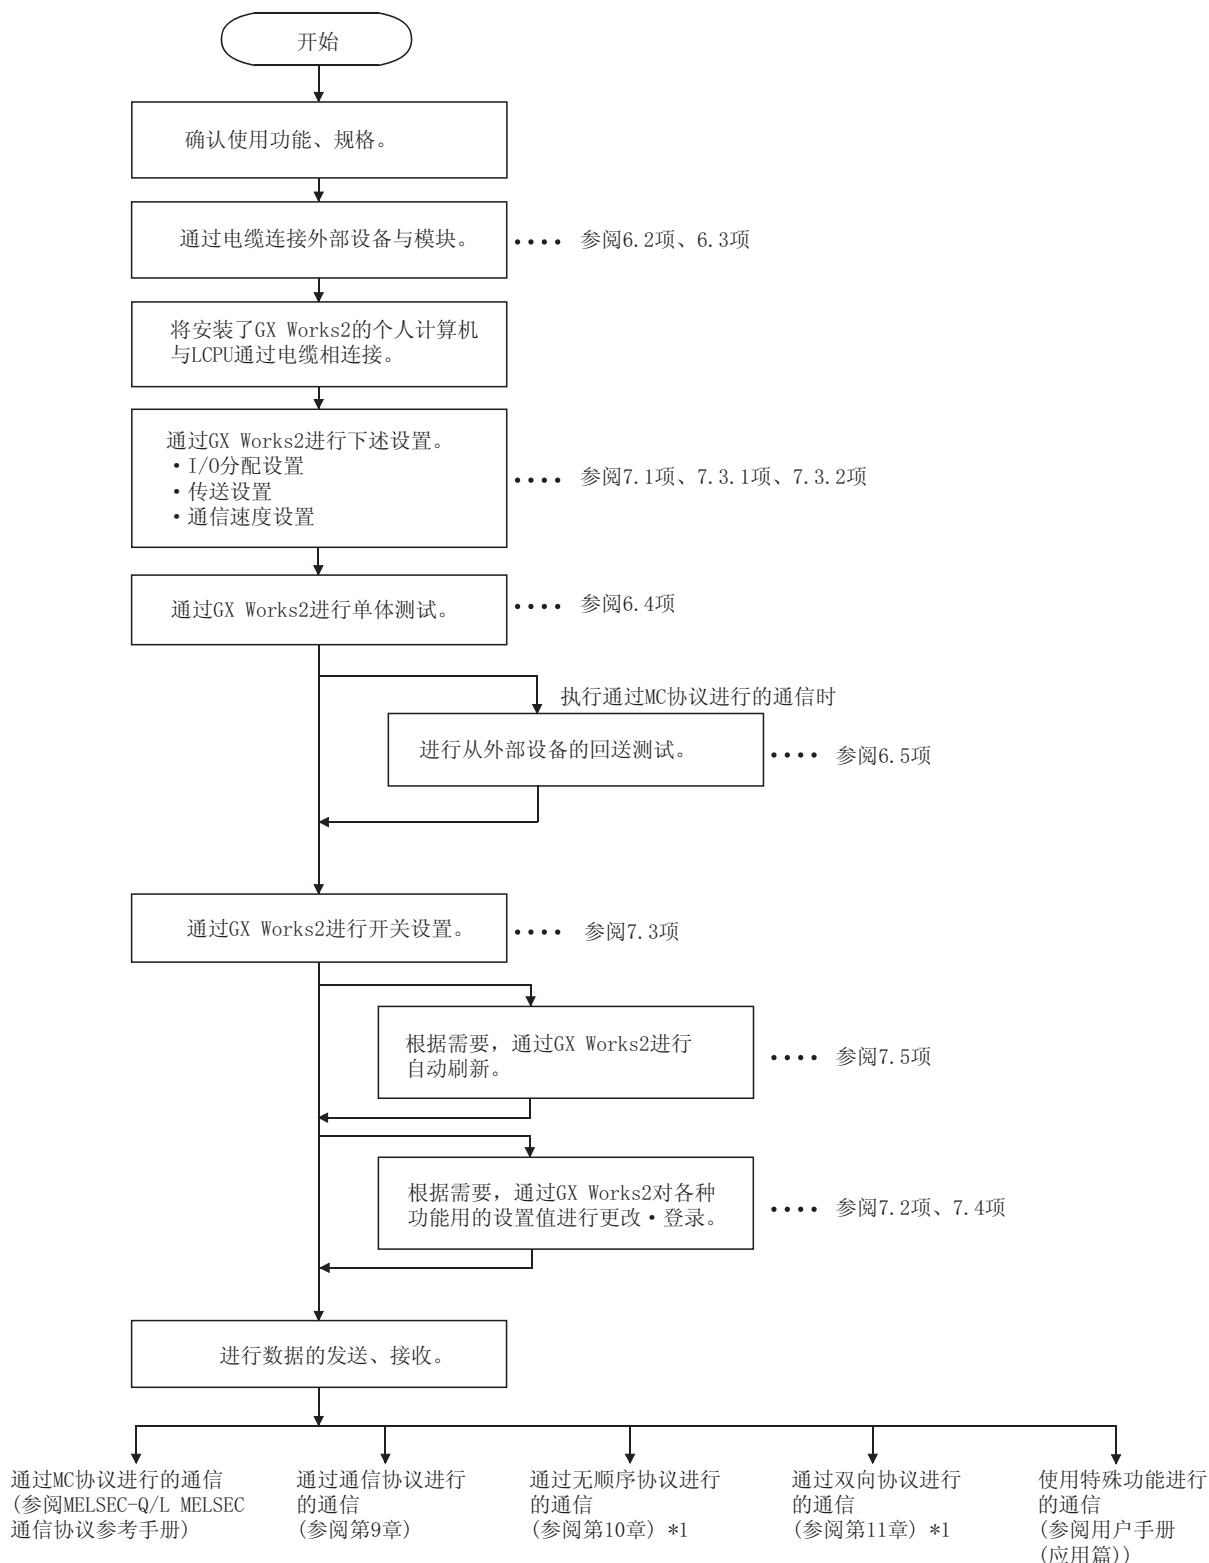 开始
确认使用功能、规格。
通过电缆连接外部设备与模块。
•••• 参阅6.2项、6.3项
将安装了GX Works2的个人计算机
与LCPU通过电缆相连接。
通过GX Works2进行下述设置。
•I/O分配设置
•传送设置
•通信速度设置
•••• 参阅7.1项、7.3.1项、7.3.2项
通过GX Works2进行单体测试。
•••• 参阅6.4项
执行通过MC协议进行的通信时
进行从外部设备的回送测试。
•••• 参阅6.5项
通过GX Works2进行开关设置。
•••• 参阅7.3项
根据需要，通过GX Works2进行
自动刷新。
•••• 参阅7.5项
根据需要，通过GX Works2对各种
功能用的设置值进行更改•登录。
•••• 参阅7.2项、7.4项
进行数据的发送、接收。
通过MC协议进行的通信
(参阅MELSEC-Q/L MELSEC
通信协议参考手册)
通过通信协议进行
的通信
(参阅第9章)
通过无顺序协议进行
的通信
(参阅第10章) *1
通过双向协议进行
的通信
(参阅第11章) *1
使用特殊功能进行
的通信
(参阅用户手册
(应用篇))